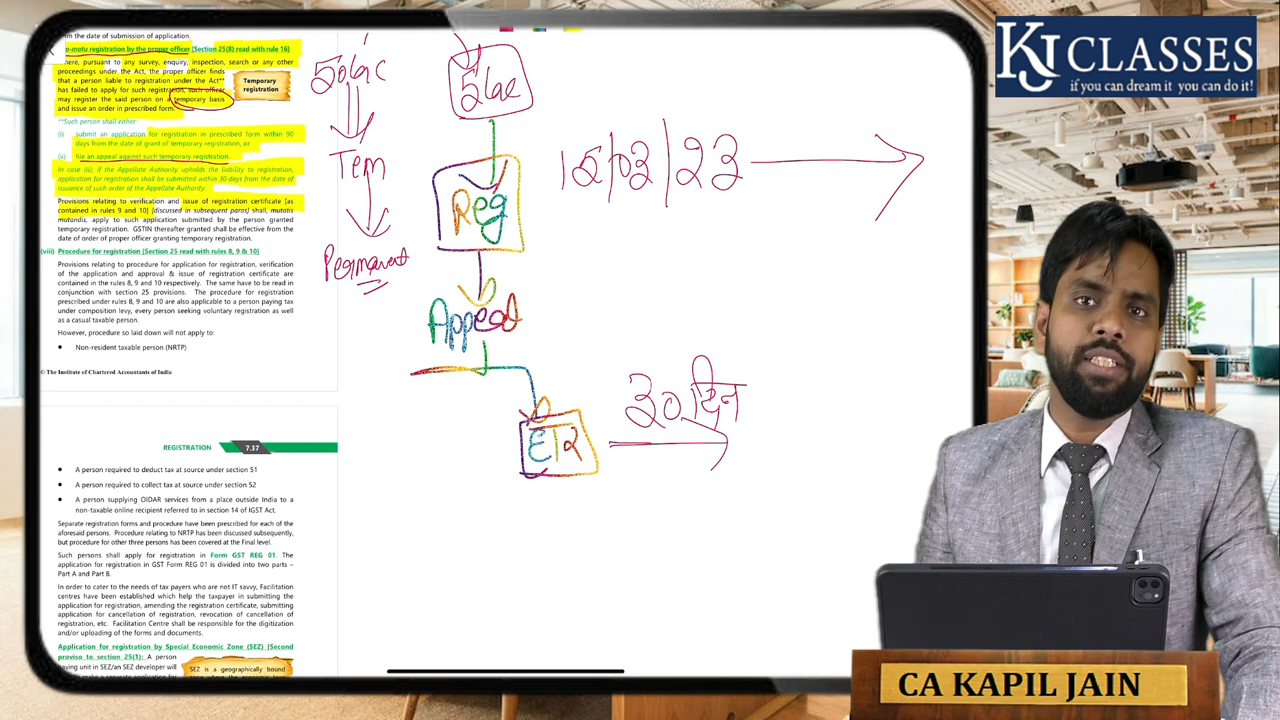 om the date of submission of application.
o-motu registration by the proper officer [Section 25(8) read with rule 16]
here, pursuant to any survey, enquiry, inspection, search or any other
proceedings under the Act, the proper officer finds
that a person liable to registration under the Act**
has failed to apply for such registration, such officer
may register the said person on a temporary basis
and issue an order in prescribed form.
Temporary
registration
**Such person shall either:
(i) submit an application for registration in prescribed form within 90
days from the date of grant of temporary registration, or
(ii) file an appeal against such temporary registration.
In case (ii), if the Appellate Authority upholds the liability to registration,
application for registration shall be submitted within 30 days from the date of
issuance of such order of the Appellate Authority.
Provisions relating to verification and issue of registration certificate [as
contained in rules 9 and 10] [discussed in subsequent paras] shall, mutatis
mutandis, apply to such application submitted by the person granted
temporary registration. GSTIN thereafter granted shall be effective from the
date of order of proper officer granting temporary registration.
(viii) Procedure for registration [Section 25 read with rules 8, 9 & 10]
Provisions relating to procedure for application for registration, verification
of the application and approval & issue of registration certificate are
contained in the rules 8, 9 and 10 respectively. The same have to be read in
conjunction with section 25 provisions. The procedure for registration
prescribed under rules 8, 9 and 10 are also applicable to a person paying tax
under composition levy, every person seeking voluntary registration as well
as a casual taxable person.
However, procedure so laid down will not apply to:
• Non-resident taxable person (NRTP)
© The Institute of Chartered Accountants of India
REGISTRATION 7.37
• A person required to deduct tax at source under section 51
• A person required to collect tax at source under section 52
• A person supplying OIDAR services from a place outside India to a
non-taxable online recipient referred to in section 14 of IGST Act.
Separate registration forms and procedure have been prescribed for each of the
aforesaid persons. Procedure relating to NRTP has been discussed subsequently,
but procedure for other three persons has been covered at the Final level.
Such persons shall apply for registration in Form GST REG 01. The
application for registration in GST Form REG 01 is divided into two parts –
Part A and Part B.
In order to cater to the needs of tax payers who are not IT savvy, Facilitation
centres have been established which help the taxpayer in submitting the
application for registration, amending the registration certificate, submitting
application for cancellation of registration, revocation of cancellation of
registration, etc. Facilitation Centre shall be responsible for the digitization
and/or uploading of the forms and documents.
Application for registration by Special Economic Zone (SEZ) [Second
proviso to section 25(1): A person
having unit in SEZ/an SEZ developer will
SEZ is a geographically bound
Tem
Permanent
Reg
Appeal
15/03/23
30 दिन
KJ CLASSES
if you can dream it you can do it!
CA KAPIL JAIN